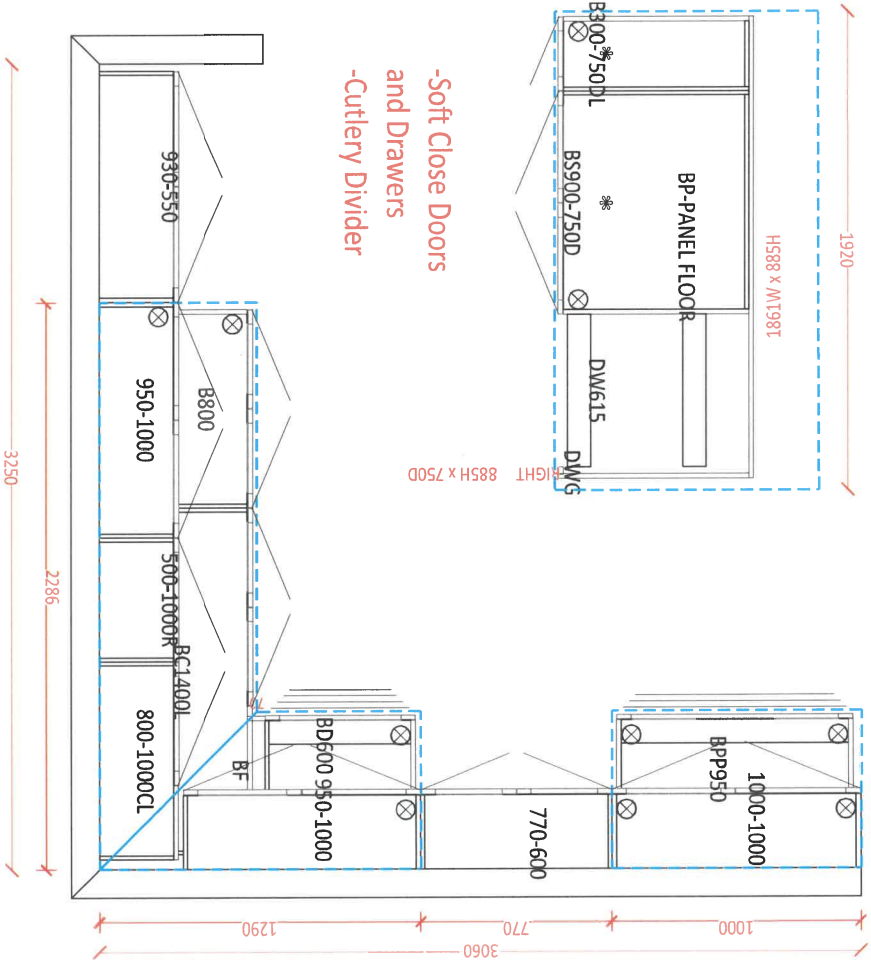 B300-750DL
BS900-750D
BP-PANEL FLOOR
1861W x 885H
1920
DW615
DWG
RIGHT 885H x 750D
-Soft Close Doors
and Drawers
-Cutlery Divider
930-550
950-1000
B800
500-1000R
BC1400L
800-1000CL
BF
BD600
950-1000
770-600
BPP950
1000-1000
3250
2286
1290
770
1000
3060